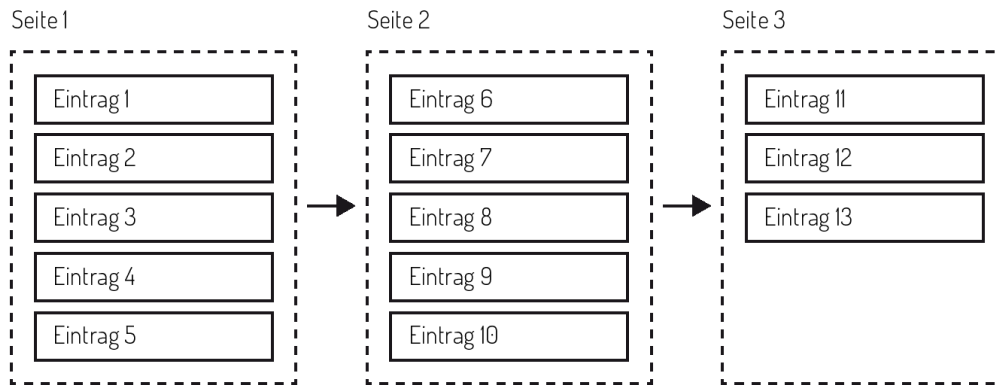 Seite 1
Eintrag 1
Eintrag 2
Eintrag 3
Eintrag 4
Eintrag 5
Seite 2
Eintrag 6
Eintrag 7
Eintrag 8
Eintrag 9
Eintrag 10
Seite 3
Eintrag 11
Eintrag 12
Eintrag 13